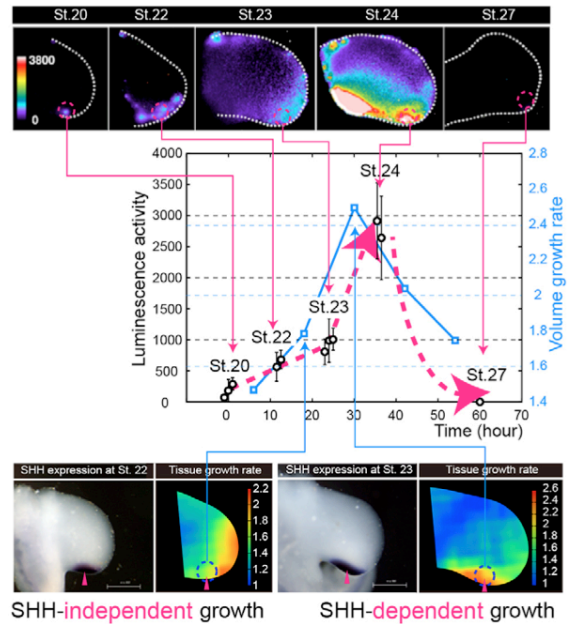 St.20 St.22 St.23 St.24 St.27
3800
0
4000
3500
3000
2500
2000
1500
1000
500
0
Luminescence activity
2.8
2.6
2.4
2.2
2
1.8
1.6
1.4
Volume growth rate
St.24
St.23
St.22
St.20
St.27
0 10 20 30 40 50 60 70
Time (hour)
SHH expression at St. 22 Tissue growth rate SHH expression at St. 23 Tissue growth rate
2.2
2
1.8
1.6
1.4
1.2
1
2.6
2.4
2.2
2
1.8
1.6
1.4
1.2
1
SHH-independent growth SHH-dependent growth